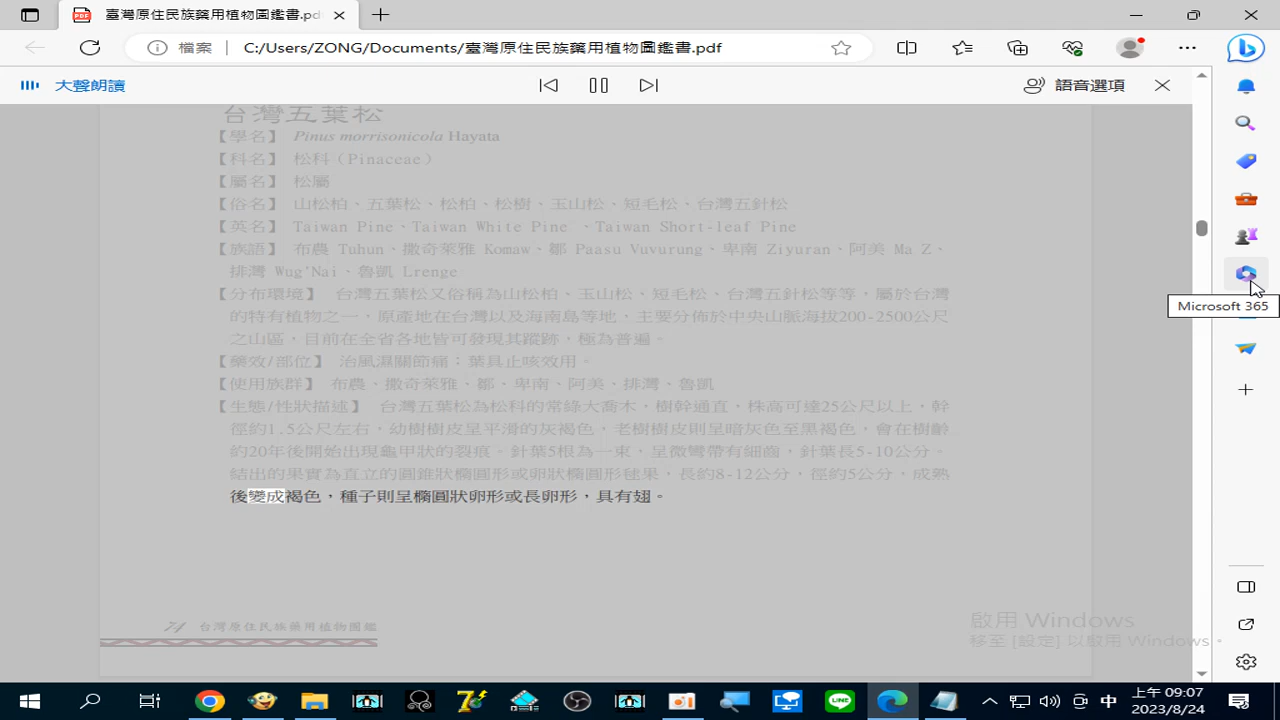 臺灣原住民族藥用植物圖鑑書.pdf
檔案
C:/Users/ZONG/Documents/臺灣原住民族藥用植物圖鑑書.pdf
大聲朗讀
語音選項
台灣五葉松
【學名】 Pinus morrisonicola Hayata
【科名】 松科（Pinaceae）
【屬名】 松屬
【俗名】 山松柏、五葉松、松柏、松樹、玉山松、短毛松、台灣五針松
【英名】 Taiwan Pine、Taiwan White Pine 、Taiwan Short-leaf Pine
【族語】 布農 Tuhun、撒奇萊雅 Komaw、鄒 Paasu Vuvurung、卑南 Ziyuran、阿美 Ma Z、
排灣 Wug'Nai、魯凱 Lrenge
【分布環境】 台灣五葉松又俗稱為山松柏、玉山松、短毛松、台灣五針松等等，屬於台灣
的特有植物之一，原產地在台灣以及海南島等地，主要分佈於中央山脈海拔200-2500公尺
之山區，目前在全省各地皆可發現其蹤跡，極為普遍。
【藥效/部位】 治風濕關節痛；葉具止咳效用。
【使用族群】 布農、撒奇萊雅、鄒、卑南、阿美、排灣、魯凱
【生態/性狀描述】 台灣五葉松為松科的常綠大喬木，樹幹通直，株高可達25公尺以上，幹
徑約1.5公尺左右，幼樹樹皮呈平滑的灰褐色，老樹樹皮則呈暗灰色至黑褐色，會在樹齡
約20年後開始出現龜甲狀的裂痕。針葉5根為一束，呈微彎帶有細齒，針葉長5-10公分。
結出的果實為直立的圓錐狀橢圓形或卵狀橢圓形毬果，長約8-12公分，徑約5公分，成熟
後變成褐色，種子則呈橢圓狀卵形或長卵形，具有翅。
74 台灣原住民族藥用植物圖鑑
Microsoft 365
啟用 Windows
移至 [設定] 以啟用 Windows。
中
上午 09:07
2023/8/24